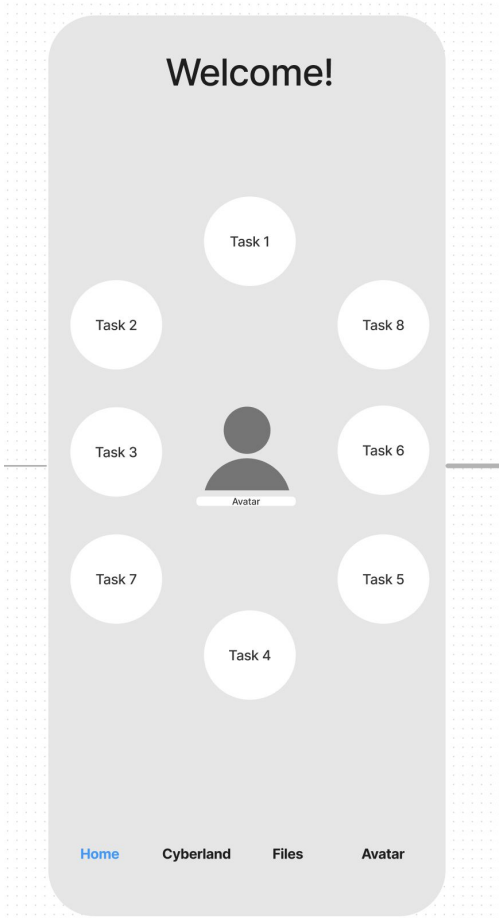 Welcome!
Task 1
Task 2
Task 8
Task 3
Task 6
Avatar
Task 7
Task 5
Task 4
Home Cyberland Files Avatar